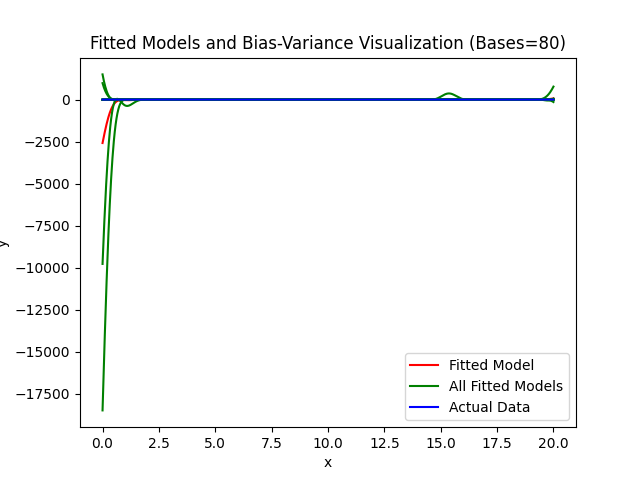 Fitted Models and Bias-Variance Visualization (Bases=80)
0
−2500
−5000
−7500
−10000
−12500
−15000
−17500
y
Fitted Model
All Fitted Models
Actual Data
0.0 2.5 5.0 7.5 10.0 12.5 15.0 17.5 20.0
x